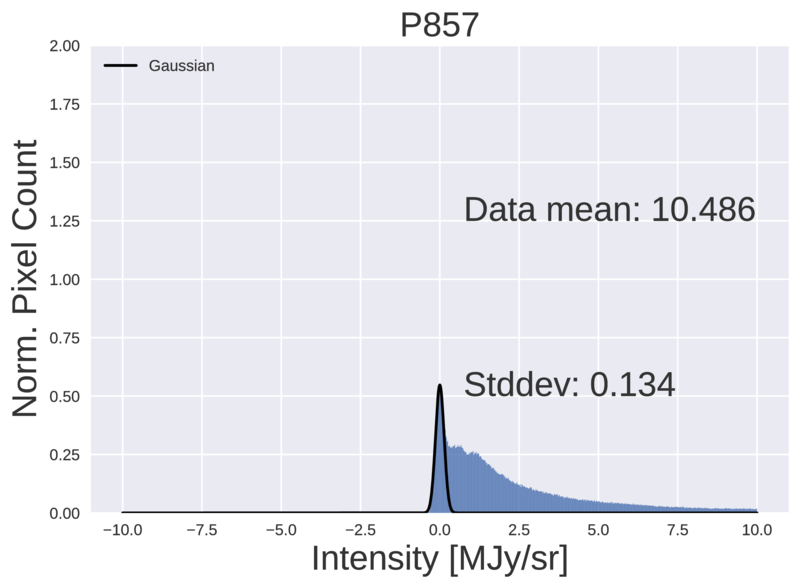 P857
2.00
Gaussian
1.75
1.50
Data mean: 10.486
1.25
1.00
0.75
Stddev: 0.134
0.50
0.25
0.00
Norm. Pixel Count
−10.0 −7.5 −5.0 −2.5 0.0 2.5 5.0 7.5 10.0
Intensity [MJy/sr]